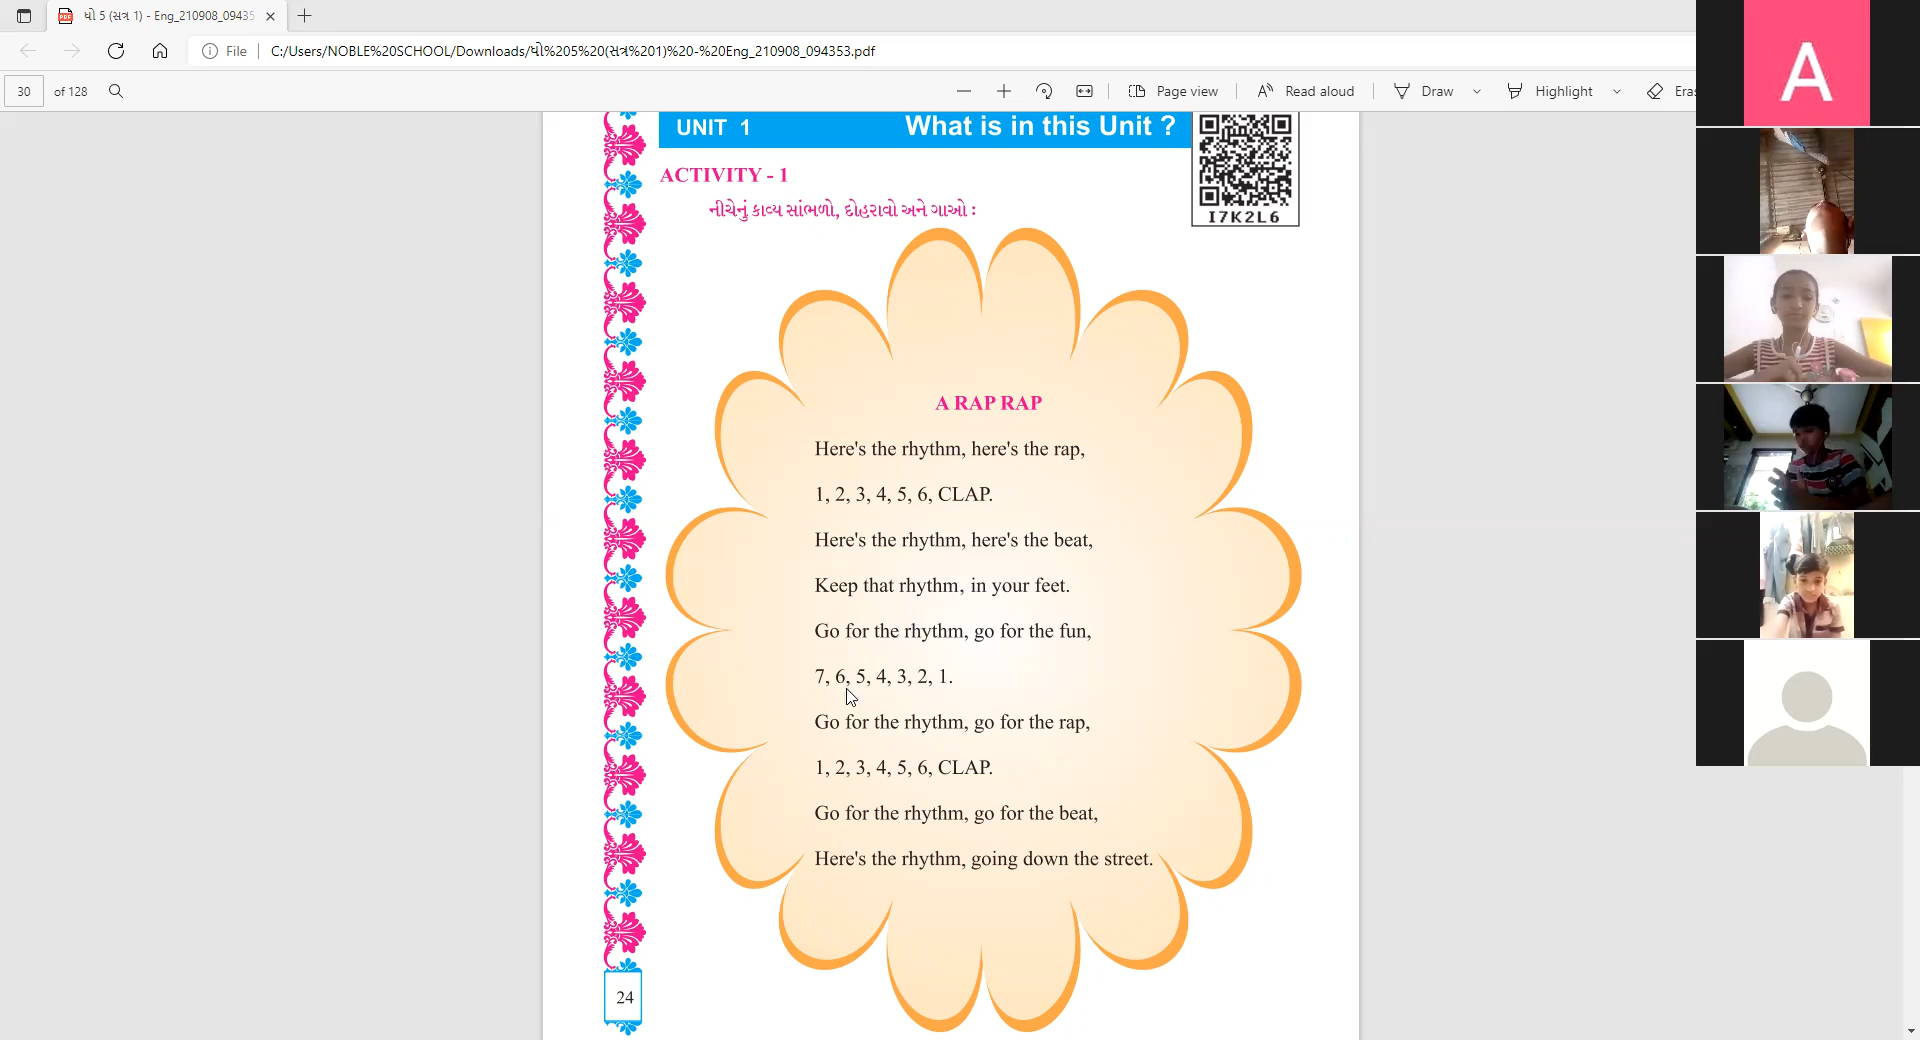 ધો 5 (સત્ર 1) - Eng_210908_09435
File C:/Users/NOBLE%20SCHOOL/Downloads/ધો%205%20(સત્ર%201)%20-%20Eng_210908_094353.pdf
30 of 128 Page view Read aloud Draw Highlight Eras
UNIT 1 What is in this Unit ?
ACTIVITY - 1
નીચેનું કાવ્ય સાંભળો, દોહરાવો અને ગાઓ :
I7K2L6
A RAP RAP
Here's the rhythm, here's the rap,
1, 2, 3, 4, 5, 6, CLAP.
Here's the rhythm, here's the beat,
Keep that rhythm, in your feet.
Go for the rhythm, go for the fun,
7, 6, 5, 4, 3, 2, 1.
Go for the rhythm, go for the rap,
1, 2, 3, 4, 5, 6, CLAP.
Go for the rhythm, go for the beat,
Here's the rhythm, going down the street.
24
A